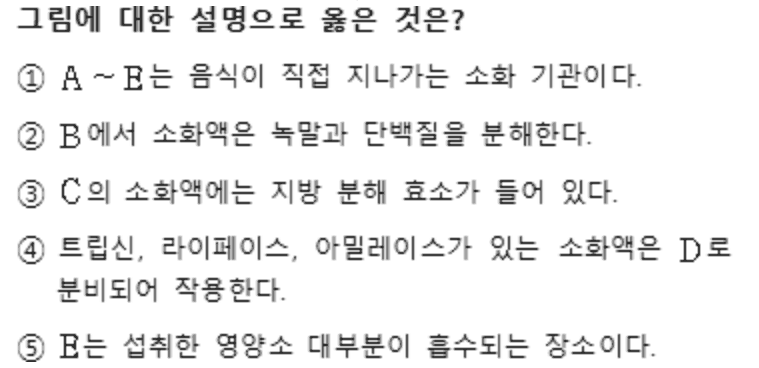 그림에 대한 설명으로 옳은 것은?
① A ~ E는 음식이 직접 지나가는 소화 기관이다.
② B에서 소화액은 녹말과 단백질을 분해한다.
③ C의 소화액에는 지방 분해 효소가 들어 있다.
④ 트립신, 라이페이스, 아밀레이스가 있는 소화액은 D로
분비되어 작용한다.
⑤ E는 섭취한 영양소 대부분이 흡수되는 장소이다.